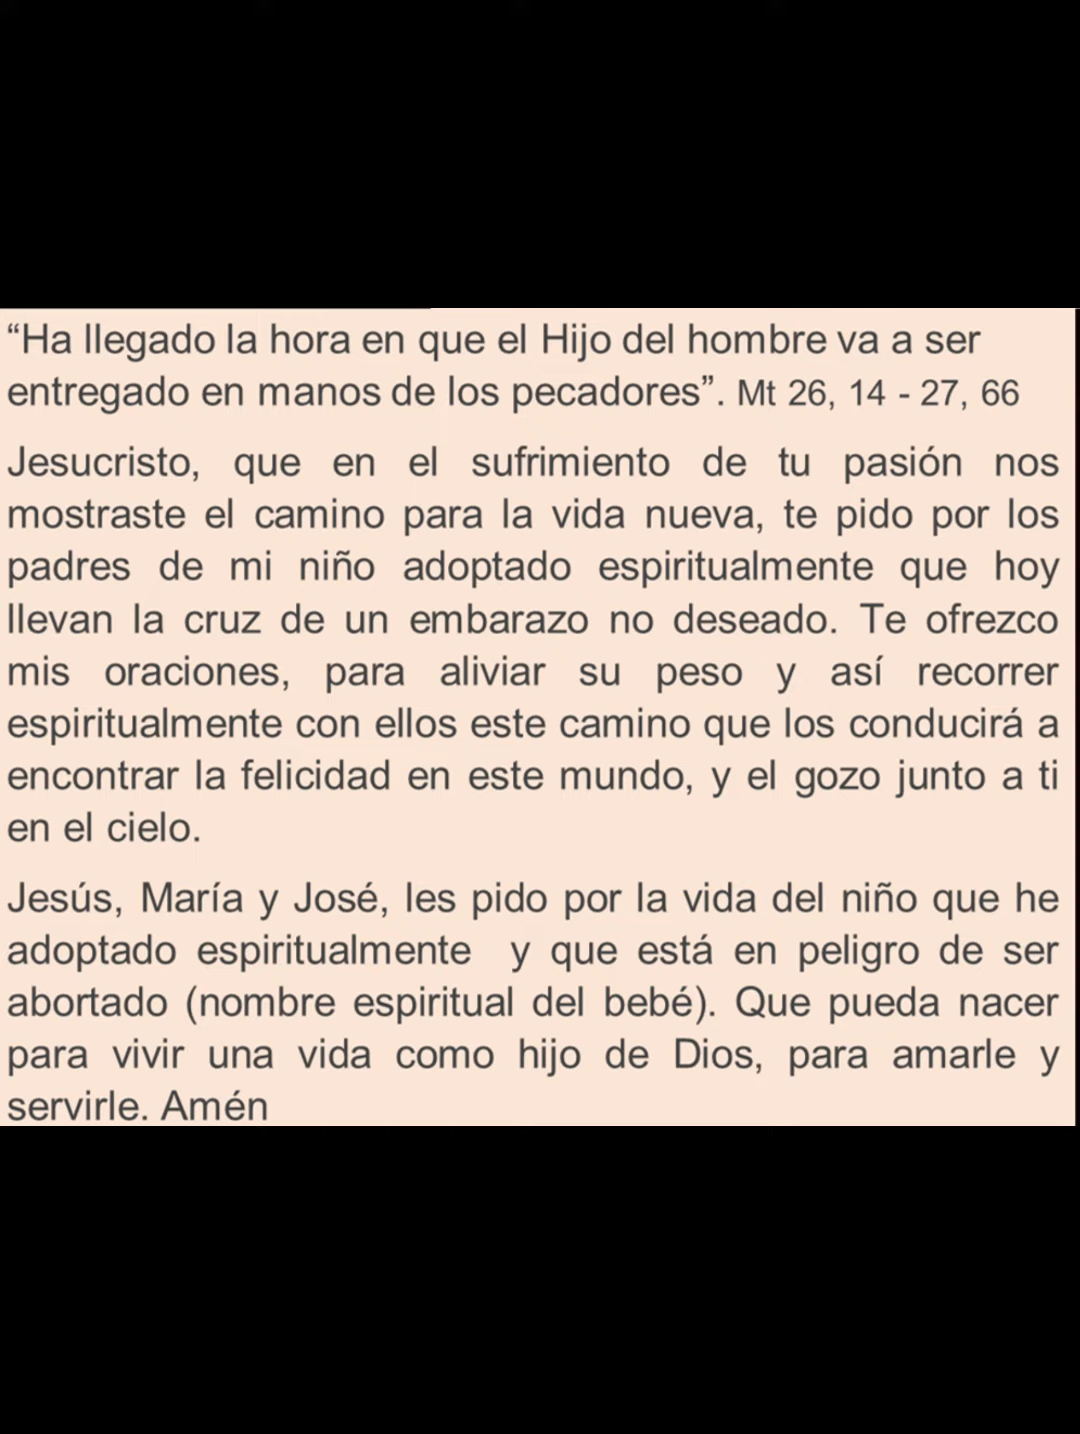 “Ha llegado la hora en que el Hijo del hombre va a ser
entregado en manos de los pecadores”. Mt 26, 14 - 27, 66
Jesucristo, que en el sufrimiento de tu pasión nos
mostraste el camino para la vida nueva, te pido por los
padres de mi niño adoptado espiritualmente que hoy
llevan la cruz de un embarazo no deseado. Te ofrezco
mis oraciones, para aliviar su peso y así recorrer
espiritualmente con ellos este camino que los conducirá a
encontrar la felicidad en este mundo, y el gozo junto a ti
en el cielo.
Jesús, María y José, les pido por la vida del niño que he
adoptado espiritualmente y que está en peligro de ser
abortado (nombre espiritual del bebé). Que pueda nacer
para vivir una vida como hijo de Dios, para amarle y
servirle. Amén